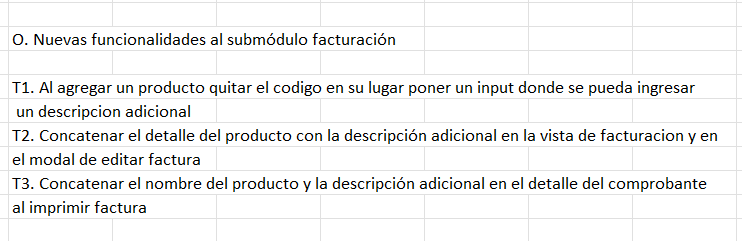 O. Nuevas funcionalidades al submódulo facturación
T1. Al agregar un producto quitar el codigo en su lugar poner un input donde se pueda ingresar
un descripcion adicional
T2. Concatenar el detalle del producto con la descripción adicional en la vista de facturacion y en
el modal de editar factura
T3. Concatenar el nombre del producto y la descripción adicional en el detalle del comprobante
al imprimir factura